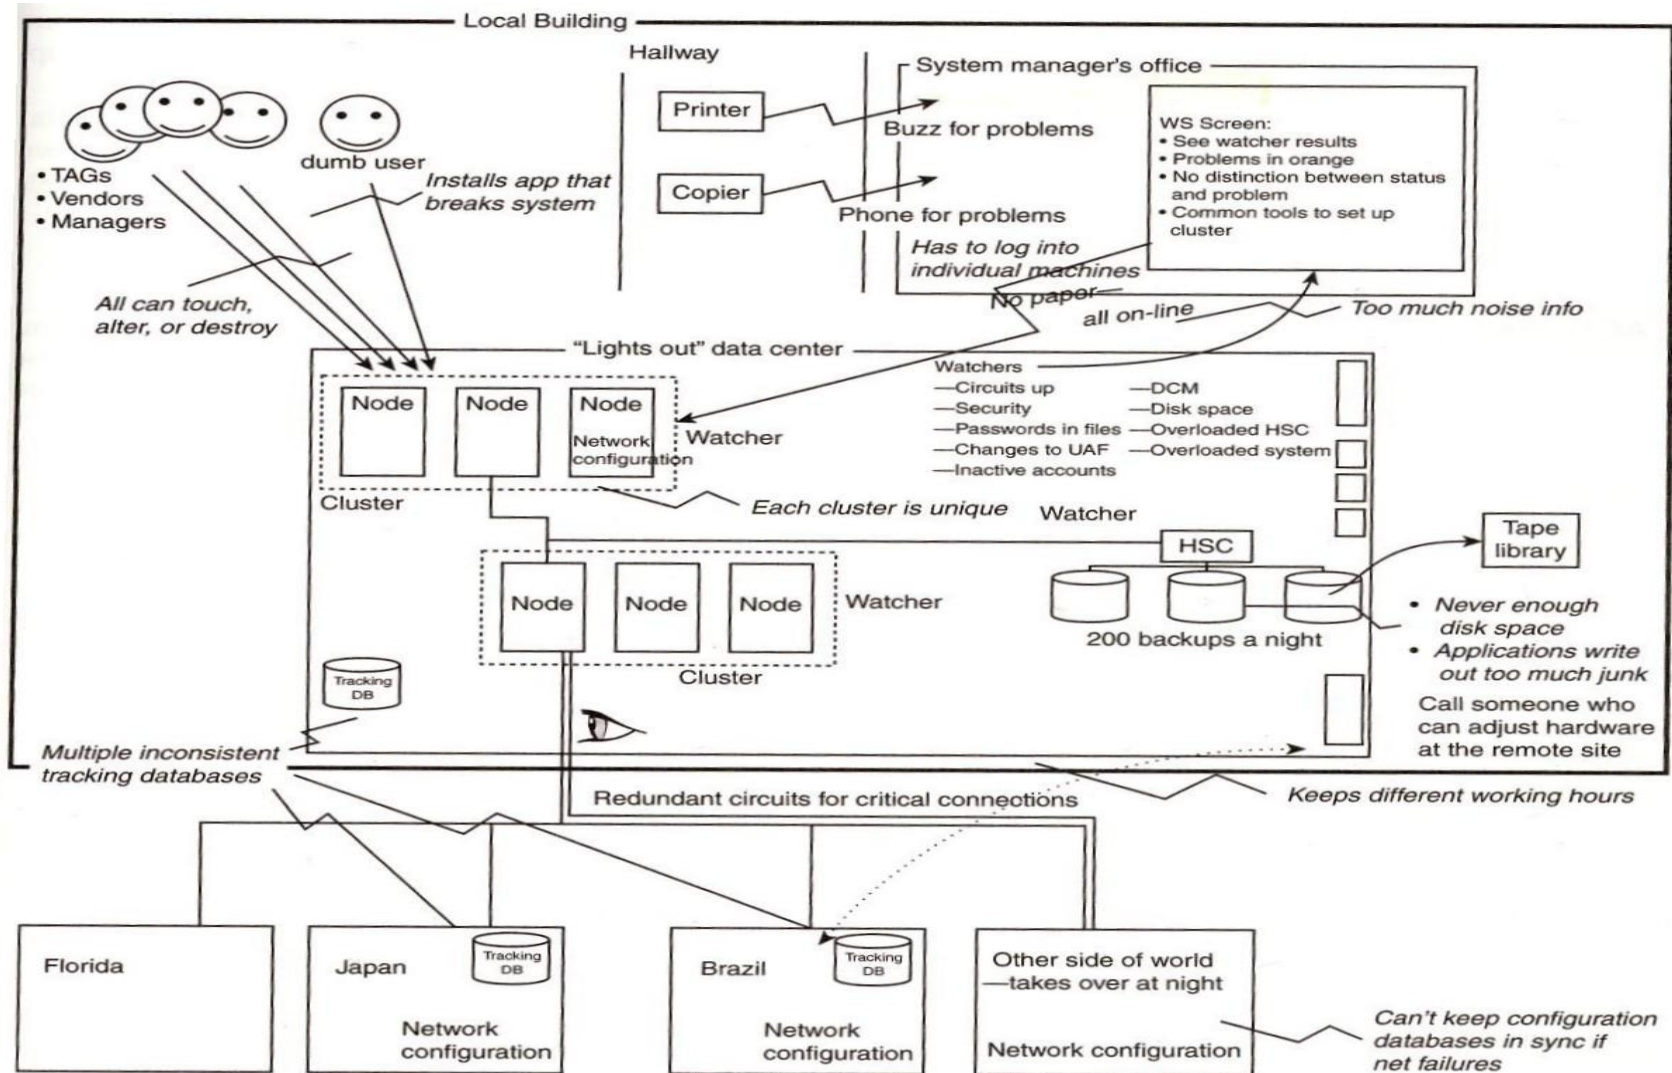 Local Building
Hallway
System manager's office
Printer
Buzz for problems
Copier
Phone for problems
WS Screen:
• See watcher results
• Problems in orange
• No distinction between status
and problem
• Common tools to set up
cluster
dumb user
• TAGs
• Vendors
• Managers
Installs app that
breaks system
All can touch,
alter, or destroy
Has to log into
individual machines
No paper—
all on-line
Too much noise info
"Lights out" data center
Node
Node
Node
Network
configuration
Watcher
Cluster
Each cluster is unique
Watchers
—Circuits up
—Security
—Passwords in files
—Changes to UAF
—Inactive accounts
—DCM
—Disk space
—Overloaded HSC
—Overloaded system
Watcher
HSC
Tape
library
Node
Node
Node
Watcher
Cluster
200 backups a night
• Never enough
disk space
• Applications write
out too much junk
Call someone who
can adjust hardware
at the remote site
Tracking
DB
Multiple inconsistent
tracking databases
Redundant circuits for critical connections
Keeps different working hours
Florida
Japan
Tracking
DB
Network
configuration
Brazil
Tracking
DB
Network
configuration
Other side of world
—takes over at night
Network configuration
Can't keep configuration
databases in sync if
net failures